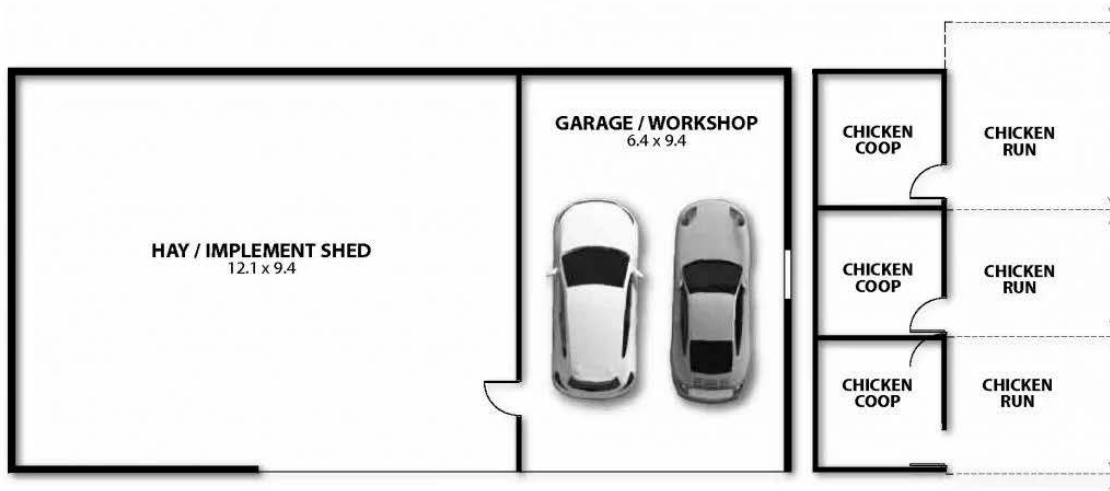 GARAGE / WORKSHOP
6.4 x 9.4
HAY / IMPLEMENT SHED
12.1 x 9.4
CHICKEN
COOP
CHICKEN
RUN
CHICKEN
COOP
CHICKEN
RUN
CHICKEN
COOP
CHICKEN
RUN